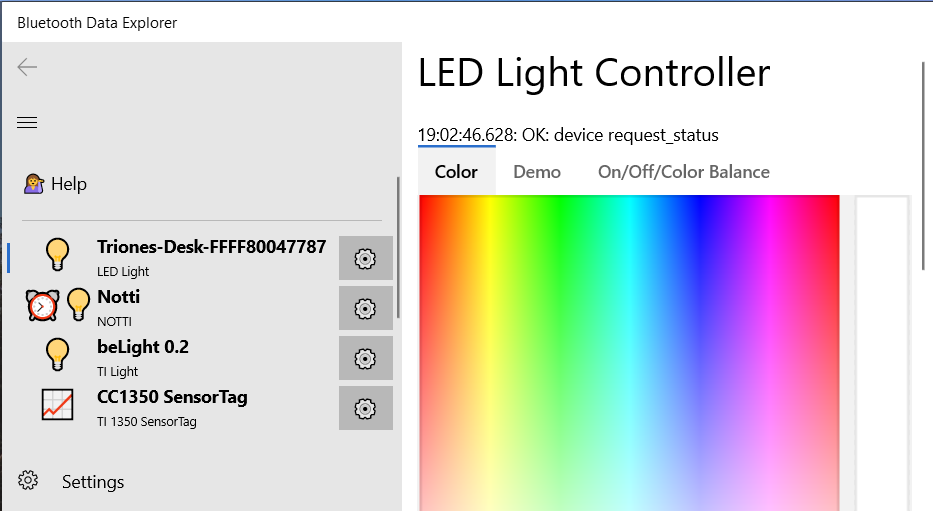 Bluetooth Data Explorer
Help
Triones-Desk-FFFF80047787
LED Light
Notti
NOTTI
beLight 0.2
TI Light
CC1350 SensorTag
TI 1350 SensorTag
Settings
LED Light Controller
19:02:46.628: OK: device request_status
Color Demo On/Off/Color Balance